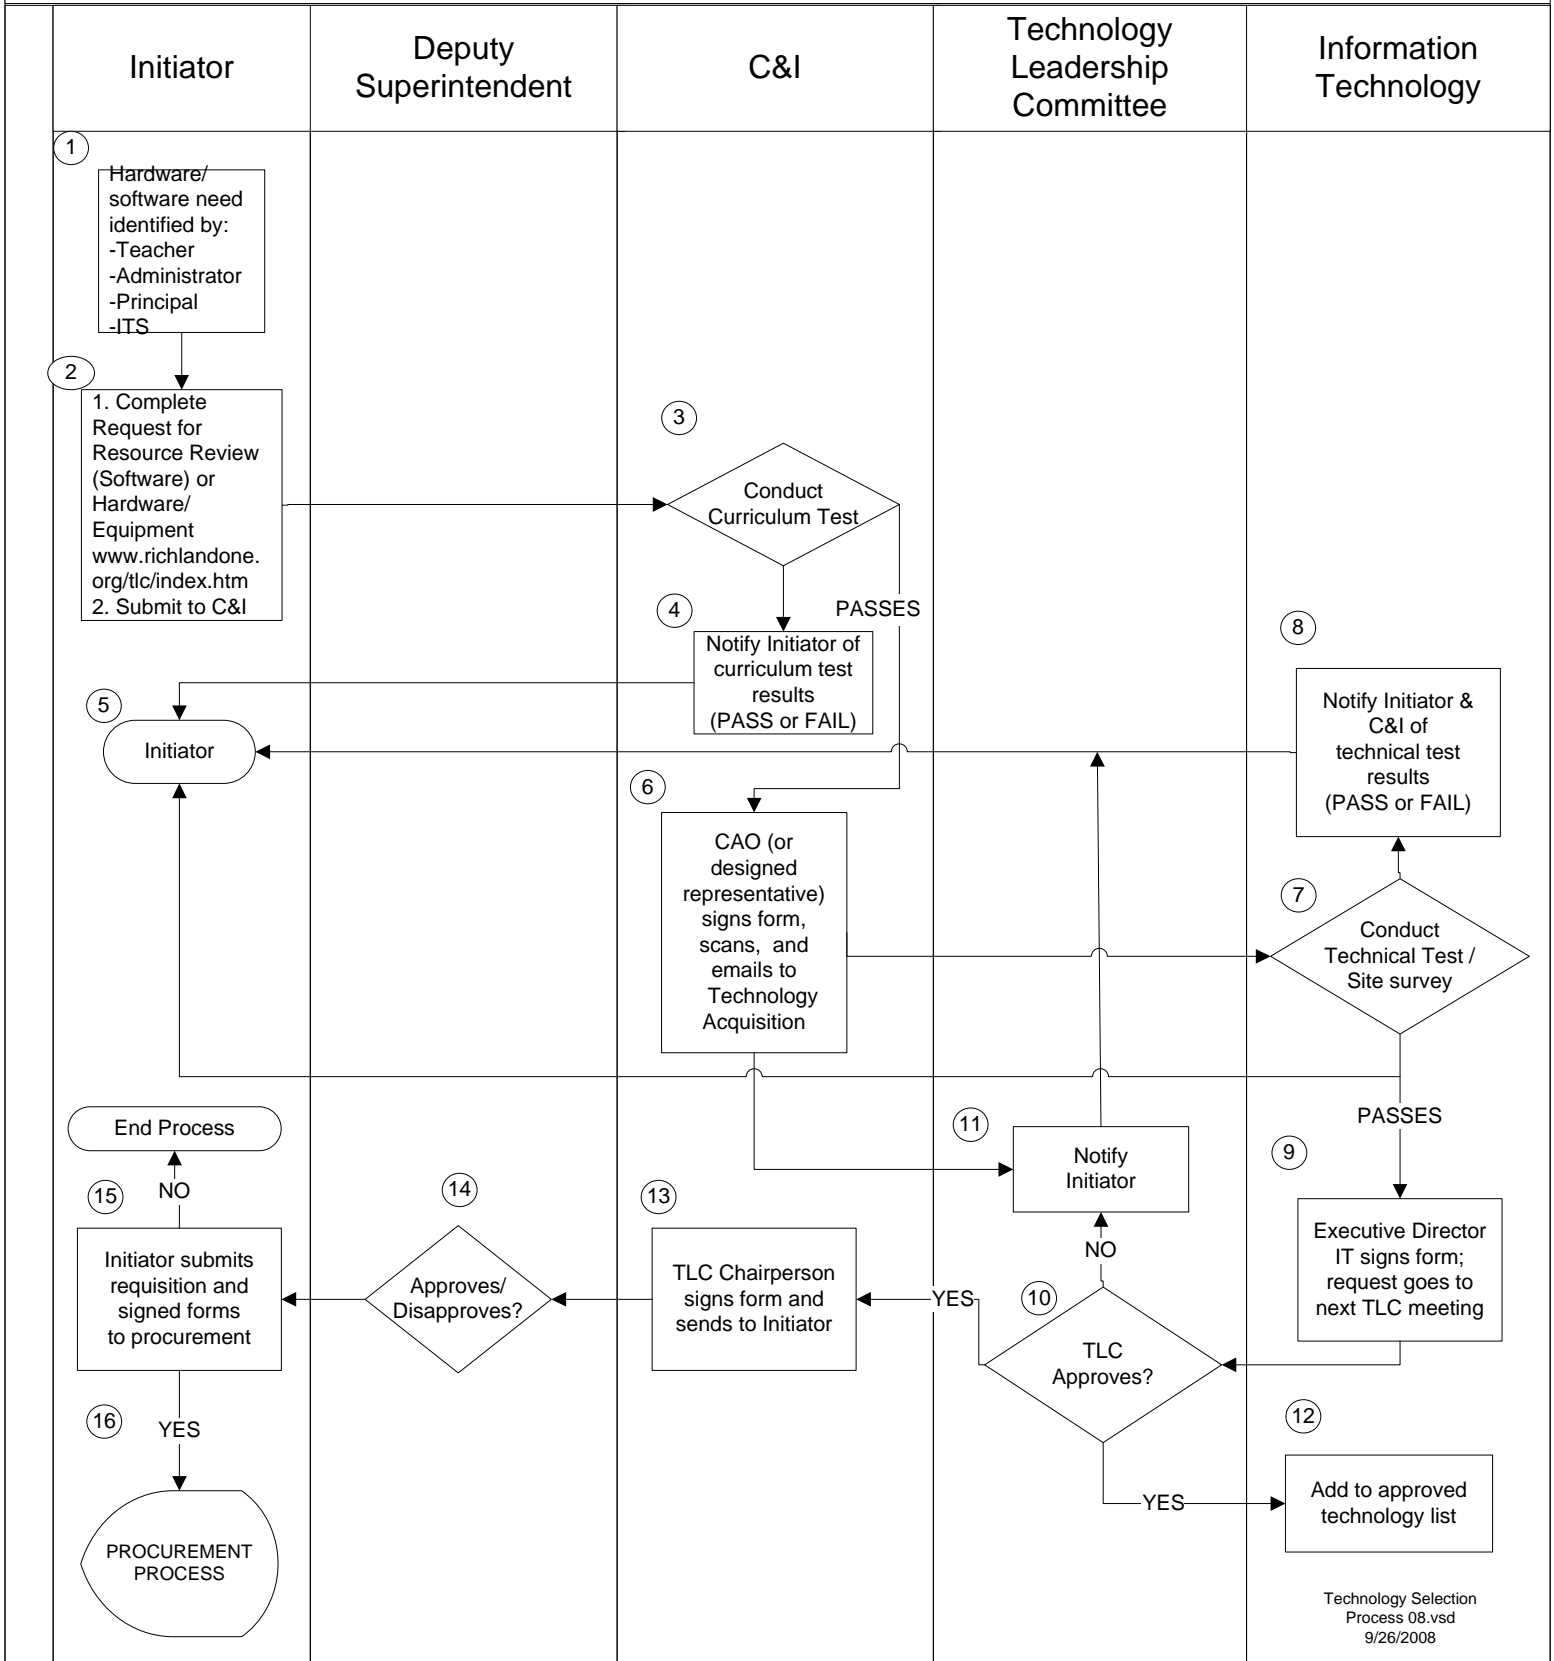 Initiator
Deputy
Superintendent
C&I
Technology
Leadership
Committee
Information
Technology
1
Hardware/
software need
identified by:
-Teacher
-Administrator
-Principal
-ITS
2
1. Complete
Request for
Resource Review
(Software) or
Hardware/
Equipment
www.richlandone.
org/tlc/index.htm
2. Submit to C&I
3
Conduct
Curriculum Test
PASSES
4
Notify Initiator of
curriculum test
results
(PASS or FAIL)
5
Initiator
6
CAO (or
designed
representative)
signs form,
scans, and
emails to
Technology
Acquisition
7
Conduct
Technical Test /
Site survey
8
Notify Initiator &
C&I of
technical test
results
(PASS or FAIL)
PASSES
9
Executive Director
IT signs form;
request goes to
next TLC meeting
10
TLC
Approves?
NO
YES
YES
11
Notify
Initiator
12
Add to approved
technology list
13
TLC Chairperson
signs form and
sends to Initiator
14
Approves/
Disapproves?
15
Initiator submits
requisition and
signed forms
to procurement
NO
End Process
16
YES
PROCUREMENT
PROCESS
Technology Selection
Process 08.vsd
9/26/2008